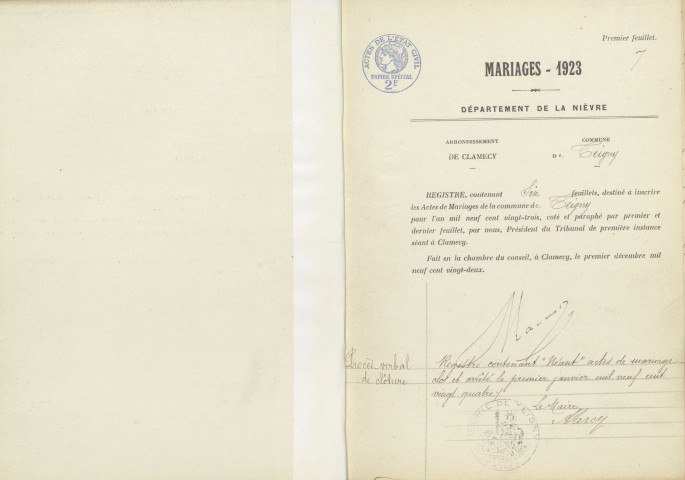 Premier feuillet.
7
ACTES DE L'ÉTAT CIVIL
PAPIER SPÉCIAL
2F
MARIAGES - 1923
DÉPARTEMENT DE LA NIÈVRE
ARRONDISSEMENT
DE CLAMECY
COMMUNE
DE Teigny
REGISTRE, contenant Six feuillets, destiné à inscrire
les Actes de Mariages de la commune de Teigny
pour l'an mil neuf cent vingt-trois, coté et paraphé par premier et
dernier feuillet, par nous, Président du Tribunal de première instance
séant à Clamecy.
Fait en la chambre du conseil, à Clamecy, le premier décembre mil
neuf cent vingt-deux.
Procès verbal
de clôture
Registre contenant "Néant" actes de mariage
clos et arrêté le premier janvier mil neuf cent
vingt quatre
Le Maire